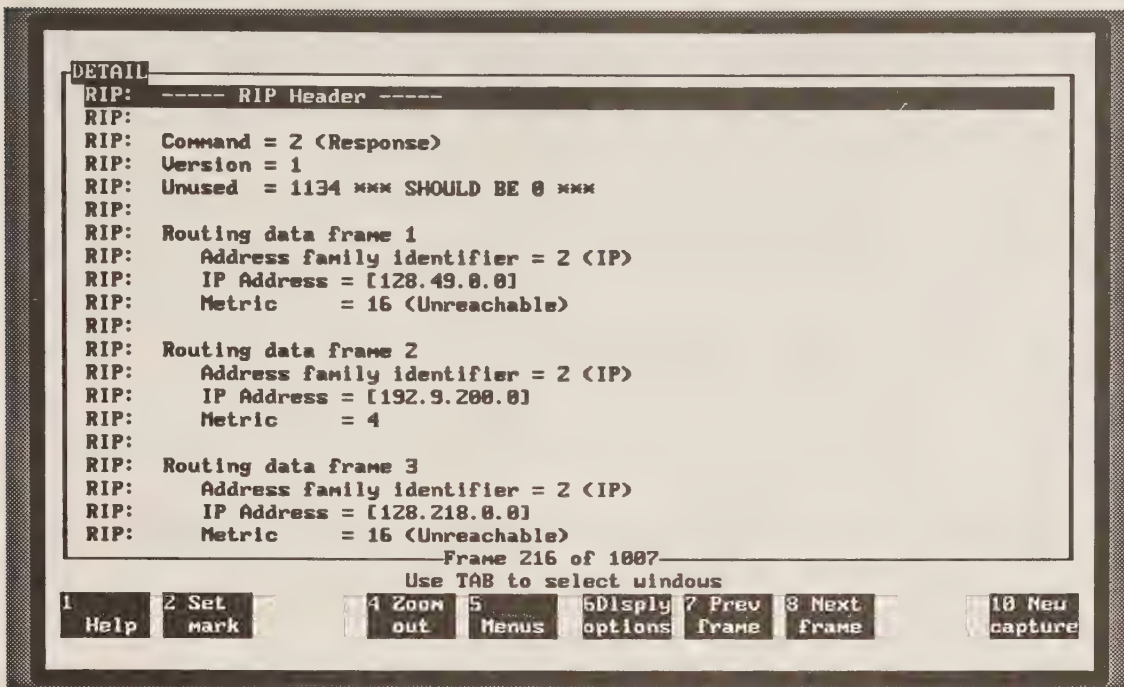 DETAIL
RIP: ----- RIP Header -----
RIP:
RIP: Command = 2 (Response)
RIP: Version = 1
RIP: Unused = 1134 *** SHOULD BE 0 ***
RIP:
RIP: Routing data frame 1
RIP: Address family identifier = 2 (IP)
RIP: IP Address = [128.49.0.0]
RIP: Metric = 16 (Unreachable)
RIP:
RIP: Routing data frame 2
RIP: Address family identifier = 2 (IP)
RIP: IP Address = [192.9.200.0]
RIP: Metric = 4
RIP:
RIP: Routing data frame 3
RIP: Address family identifier = 2 (IP)
RIP: IP Address = [128.218.0.0]
RIP: Metric = 16 (Unreachable)
Frame 216 of 1007
Use TAB to select windows
1 2 Set 4 Zoom 5 6Disply 7 Prev 8 Next 10 New
Help mark out Menus options frame frame capture